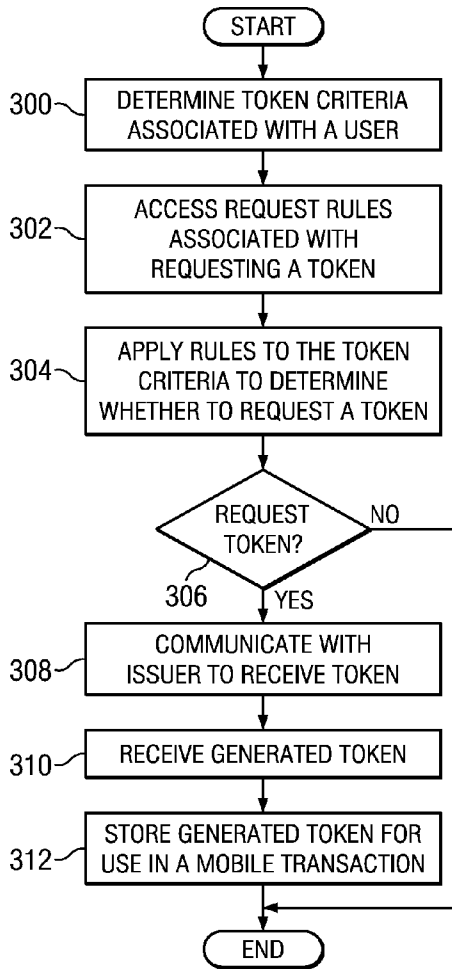 START
300
DETERMINE TOKEN CRITERIA
ASSOCIATED WITH A USER
302
ACCESS REQUEST RULES
ASSOCIATED WITH
REQUESTING A TOKEN
304
APPLY RULES TO THE TOKEN
CRITERIA TO DETERMINE
WHETHER TO REQUEST A TOKEN
REQUEST
TOKEN?
NO
306
YES
308
COMMUNICATE WITH
ISSUER TO RECEIVE TOKEN
310
RECEIVE GENERATED TOKEN
312
STORE GENERATED TOKEN FOR
USE IN A MOBILE TRANSACTION
END